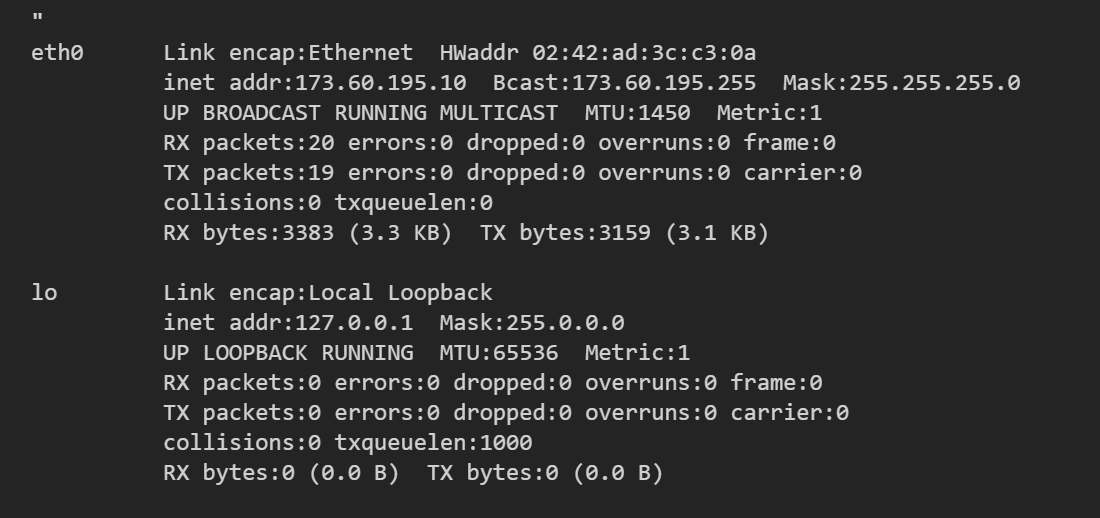 "
eth0      Link encap:Ethernet  HWaddr 02:42:ad:3c:c3:0a
          inet addr:173.60.195.10  Bcast:173.60.195.255  Mask:255.255.255.0
          UP BROADCAST RUNNING MULTICAST  MTU:1450  Metric:1
          RX packets:20 errors:0 dropped:0 overruns:0 frame:0
          TX packets:19 errors:0 dropped:0 overruns:0 carrier:0
          collisions:0 txqueuelen:0
          RX bytes:3383 (3.3 KB)  TX bytes:3159 (3.1 KB)

lo        Link encap:Local Loopback
          inet addr:127.0.0.1  Mask:255.0.0.0
          UP LOOPBACK RUNNING  MTU:65536  Metric:1
          RX packets:0 errors:0 dropped:0 overruns:0 frame:0
          TX packets:0 errors:0 dropped:0 overruns:0 carrier:0
          collisions:0 txqueuelen:1000
          RX bytes:0 (0.0 B)  TX bytes:0 (0.0 B)